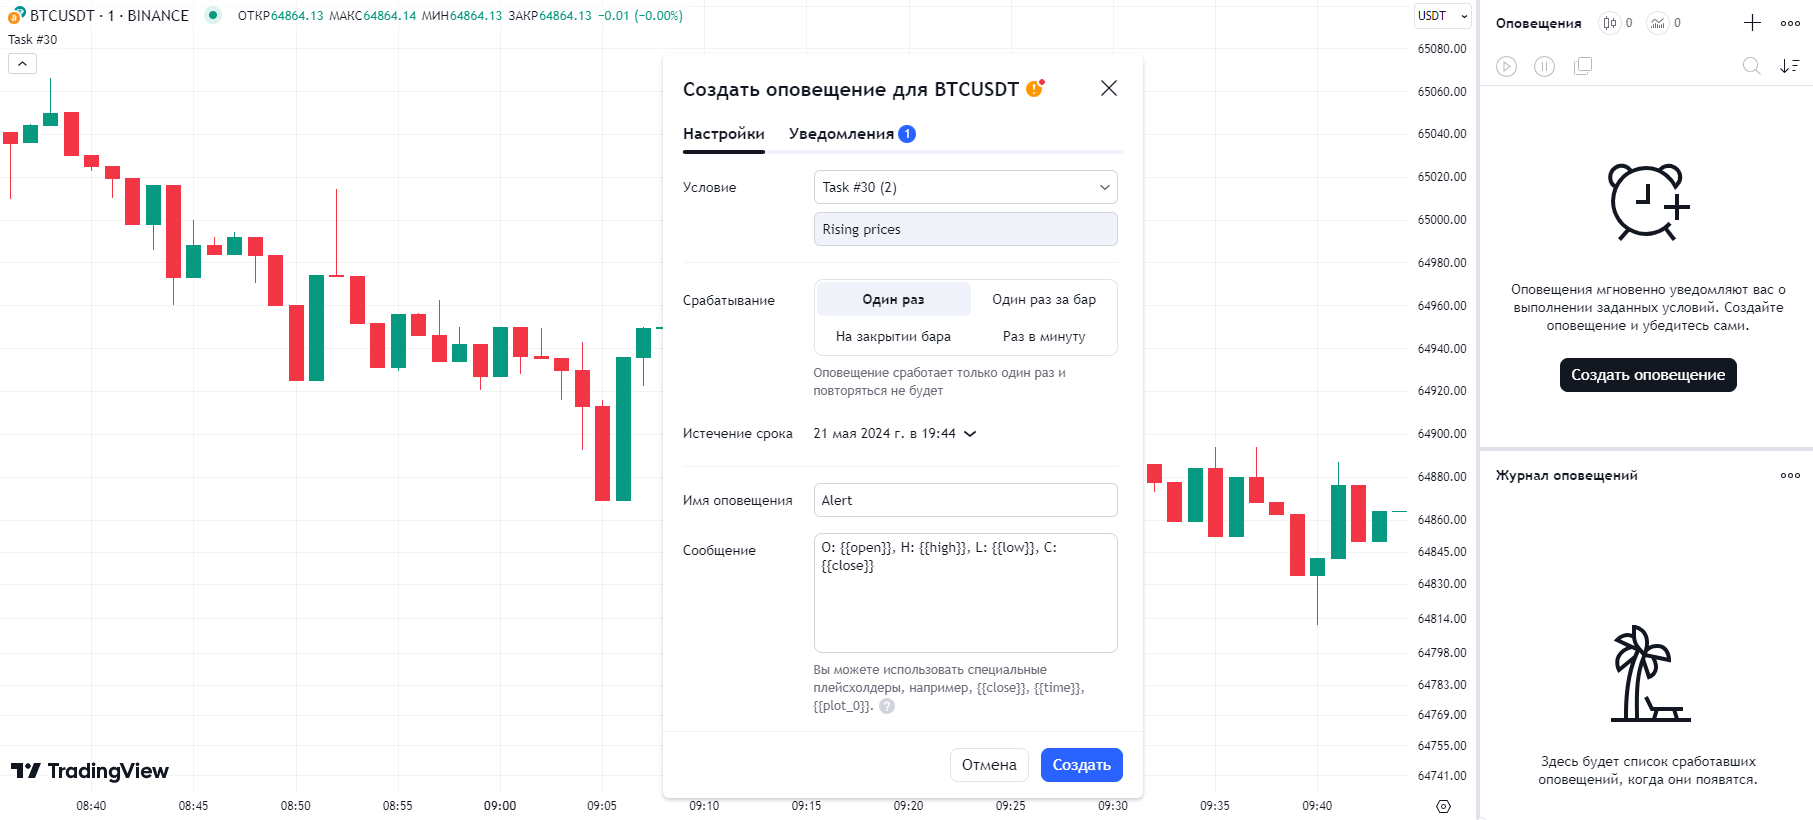 BTCUSDT · 1 · BINANCE ОТКР64864.13 МАКС64864.14 МИН64864.13 ЗАКР64864.13 −0.01 (−0.00%)
Task #30
USDT
65080.00
65060.00
65040.00
65020.00
65000.00
64980.00
64960.00
64940.00
64920.00
64900.00
64880.00
64860.00
64845.00
64830.00
64814.00
64798.00
64783.00
64769.00
64755.00
64741.00
Создать оповещение для BTCUSDT
Настройки Уведомления 1
Условие Task #30 (2)
Rising prices
Срабатывание Один раз Один раз за бар
На закрытии бара Раз в минуту
Оповещение сработает только один раз и
повторяться не будет
Истечение срока 21 мая 2024 г. в 19:44
Имя оповещения Alert
Сообщение O: {{open}}, H: {{high}}, L: {{low}}, C:
{{close}}
Вы можете использовать специальные
плейсхолдеры, например, {{close}}, {{time}},
{{plot_0}}. ?
Отмена Создать
TradingView
08:40 08:45 08:50 08:55 09:00 09:05 09:10 09:15 09:20 09:25 09:30 09:35 09:40
Оповещения 0 0
Оповещения мгновенно уведомляют вас о
выполнении заданных условий. Создайте
оповещение и убедитесь сами.
Создать оповещение
Журнал оповещений
Здесь будет список сработавших
оповещений, когда они появятся.